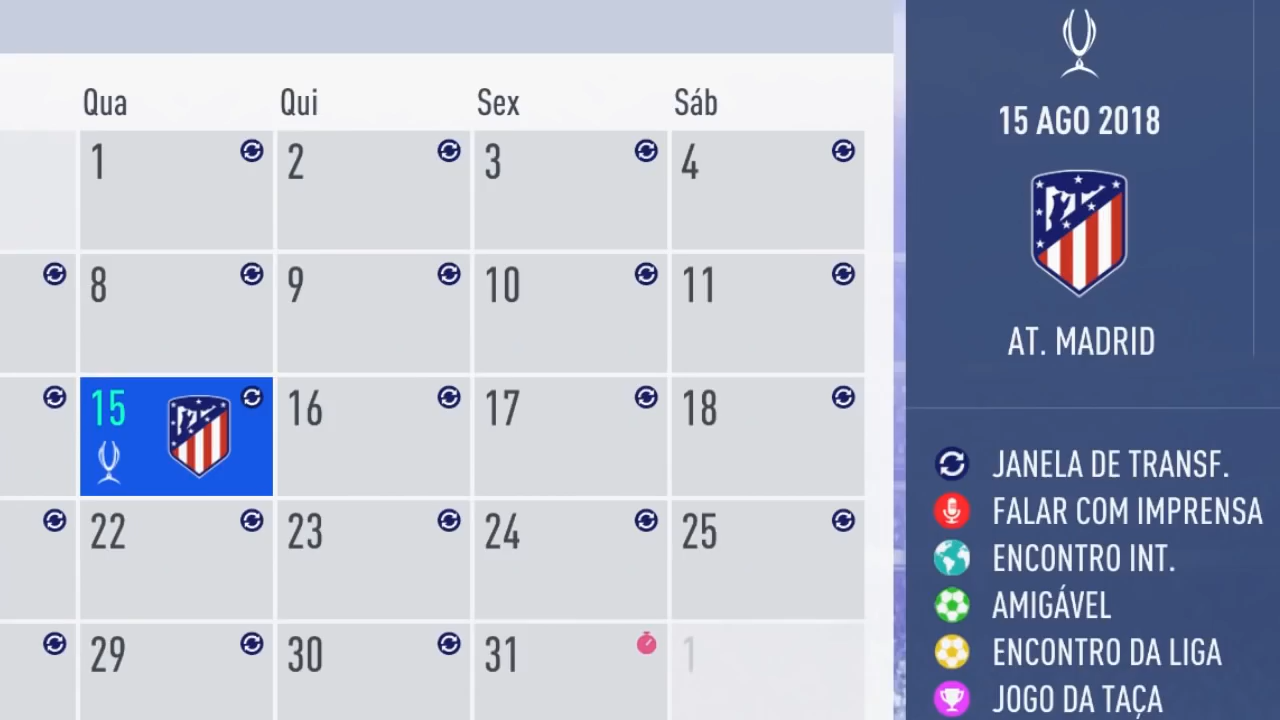 Qua Qui Sex Sáb
1 2 3 4
8 9 10 11
15 16 17 18
22 23 24 25
29 30 31 1
15 AGO 2018
AT. MADRID
JANELA DE TRANSF.
FALAR COM IMPRENSA
ENCONTRO INT.
AMIGÁVEL
ENCONTRO DA LIGA
JOGO DA TAÇA